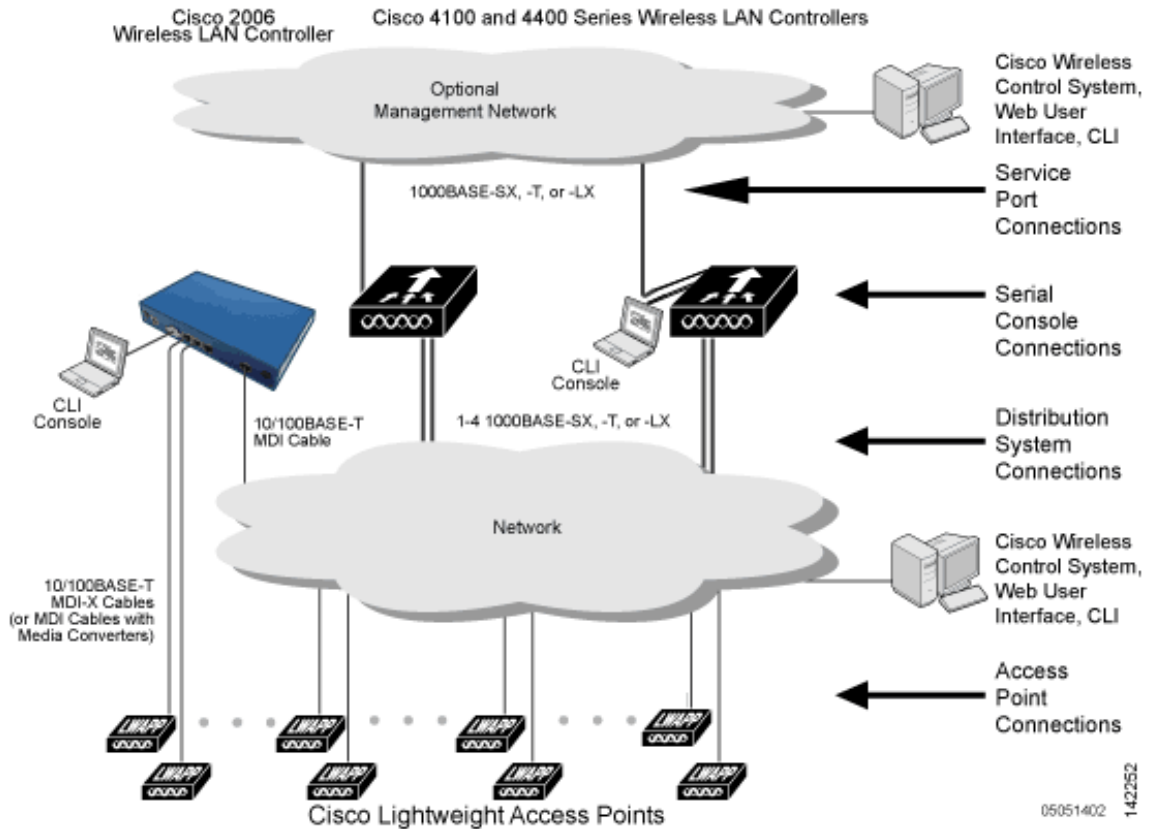 Cisco 2006
Wireless LAN Controller
Cisco 4100 and 4400 Series Wireless LAN Controllers
Optional
Management Network
Cisco Wireless
Control System,
Web User
Interface, CLI
1000BASE-SX, -T, or -LX
Service
Port
Connections
Serial
Console
Connections
CLI
Console
CLI
Console
10/100BASE-T
MDI Cable
1-4 1000BASE-SX, -T, or -LX
Distribution
System
Connections
Network
Cisco Wireless
Control System,
Web User
Interface, CLI
10/100BASE-T
MDI-X Cables
(or MDI Cables with
Media Converters)
Access
Point
Connections
LWAPP
LWAPP
LWAPP
LWAPP
LWAPP
LWAPP
LWAPP
LWAPP
Cisco Lightweight Access Points
05051402
142252